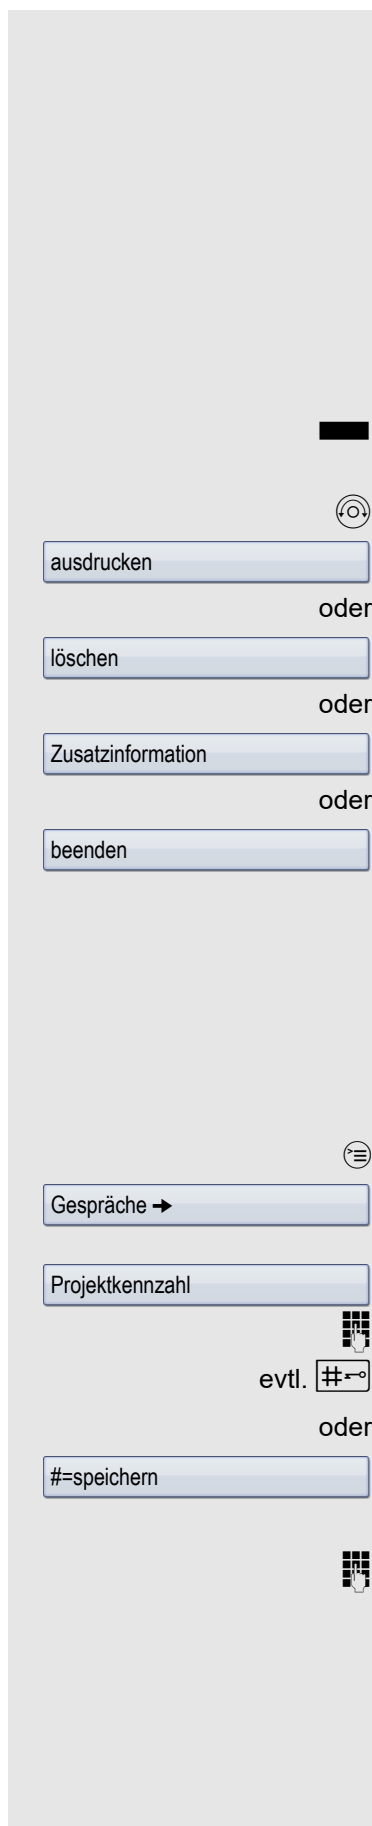 ausdrucken
oder
löschen
oder
Zusatzinformation
oder
beenden
Gespräche →
Projektkennzahl
evtl. #
oder
#=speichern